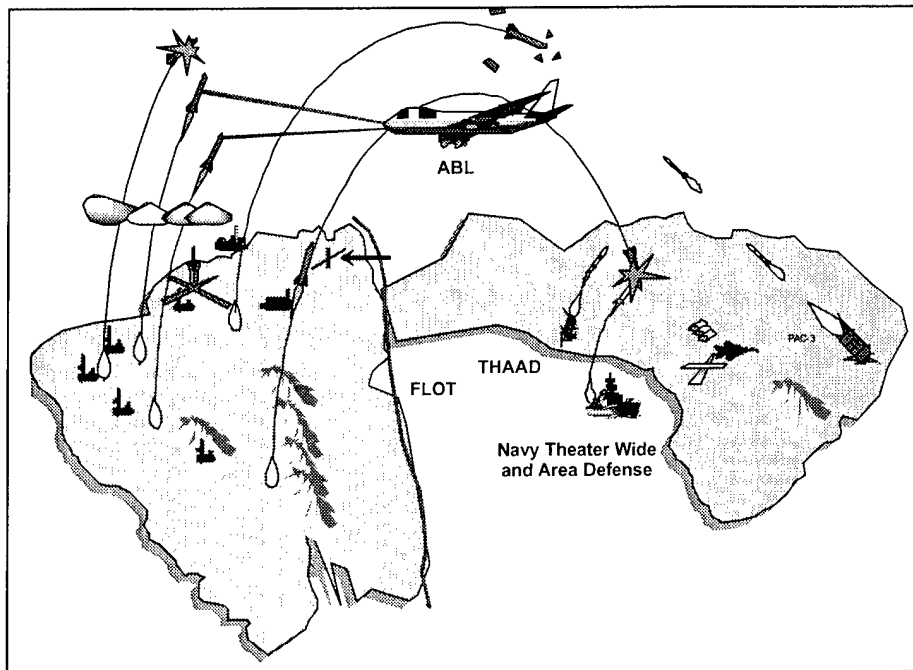 ABL
PAC-3
THAAD
FLOT
Navy Theater Wide
and Area Defense